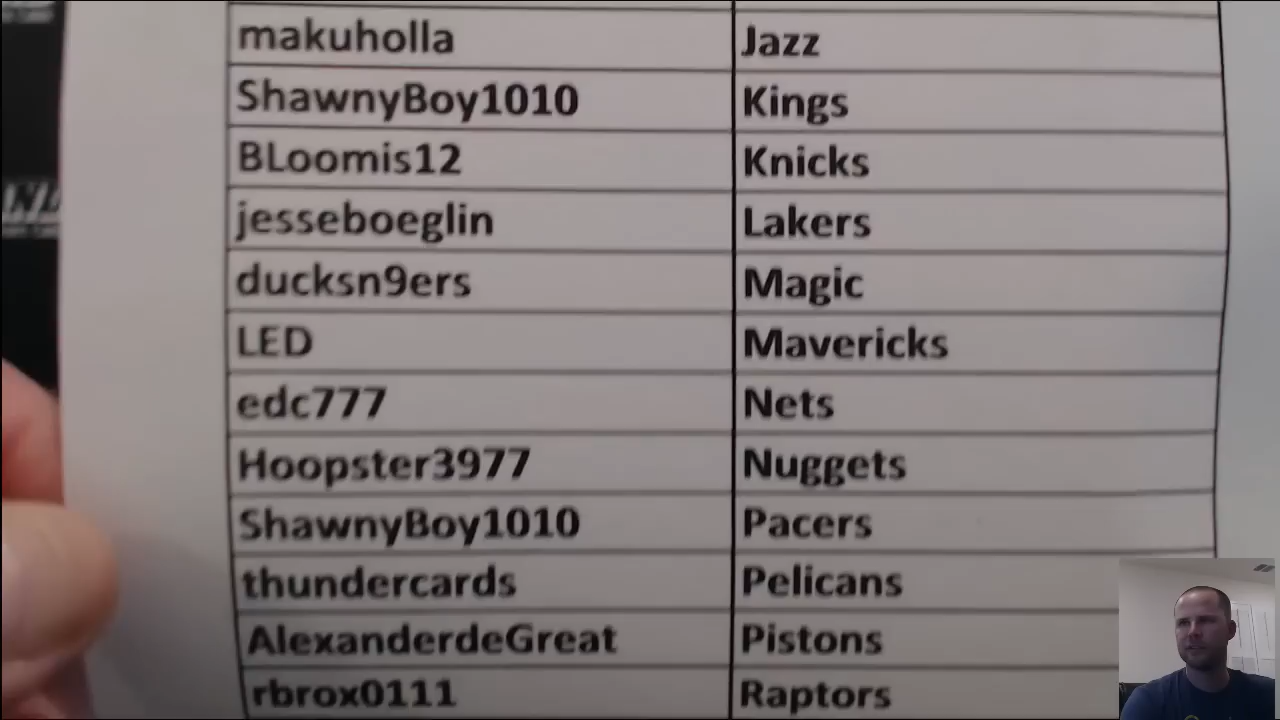 makuholla Jazz
ShawnyBoy1010 Kings
BLoomis12 Knicks
jesseboeglin Lakers
ducksn9ers Magic
LED Mavericks
edc777 Nets
Hoopster3977 Nuggets
ShawnyBoy1010 Pacers
thundercards Pelicans
AlexanderdeGreat Pistons
rbrox0111 Raptors